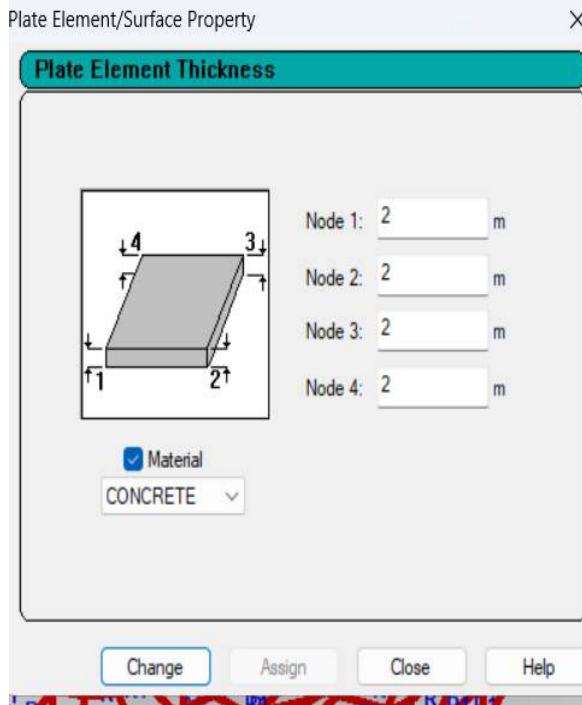 Plate Element/Surface Property
Plate Element Thickness
4 3
1 2
Node 1: 2 m
Node 2: 2 m
Node 3: 2 m
Node 4: 2 m
Material
CONCRETE
Change Assign Close Help